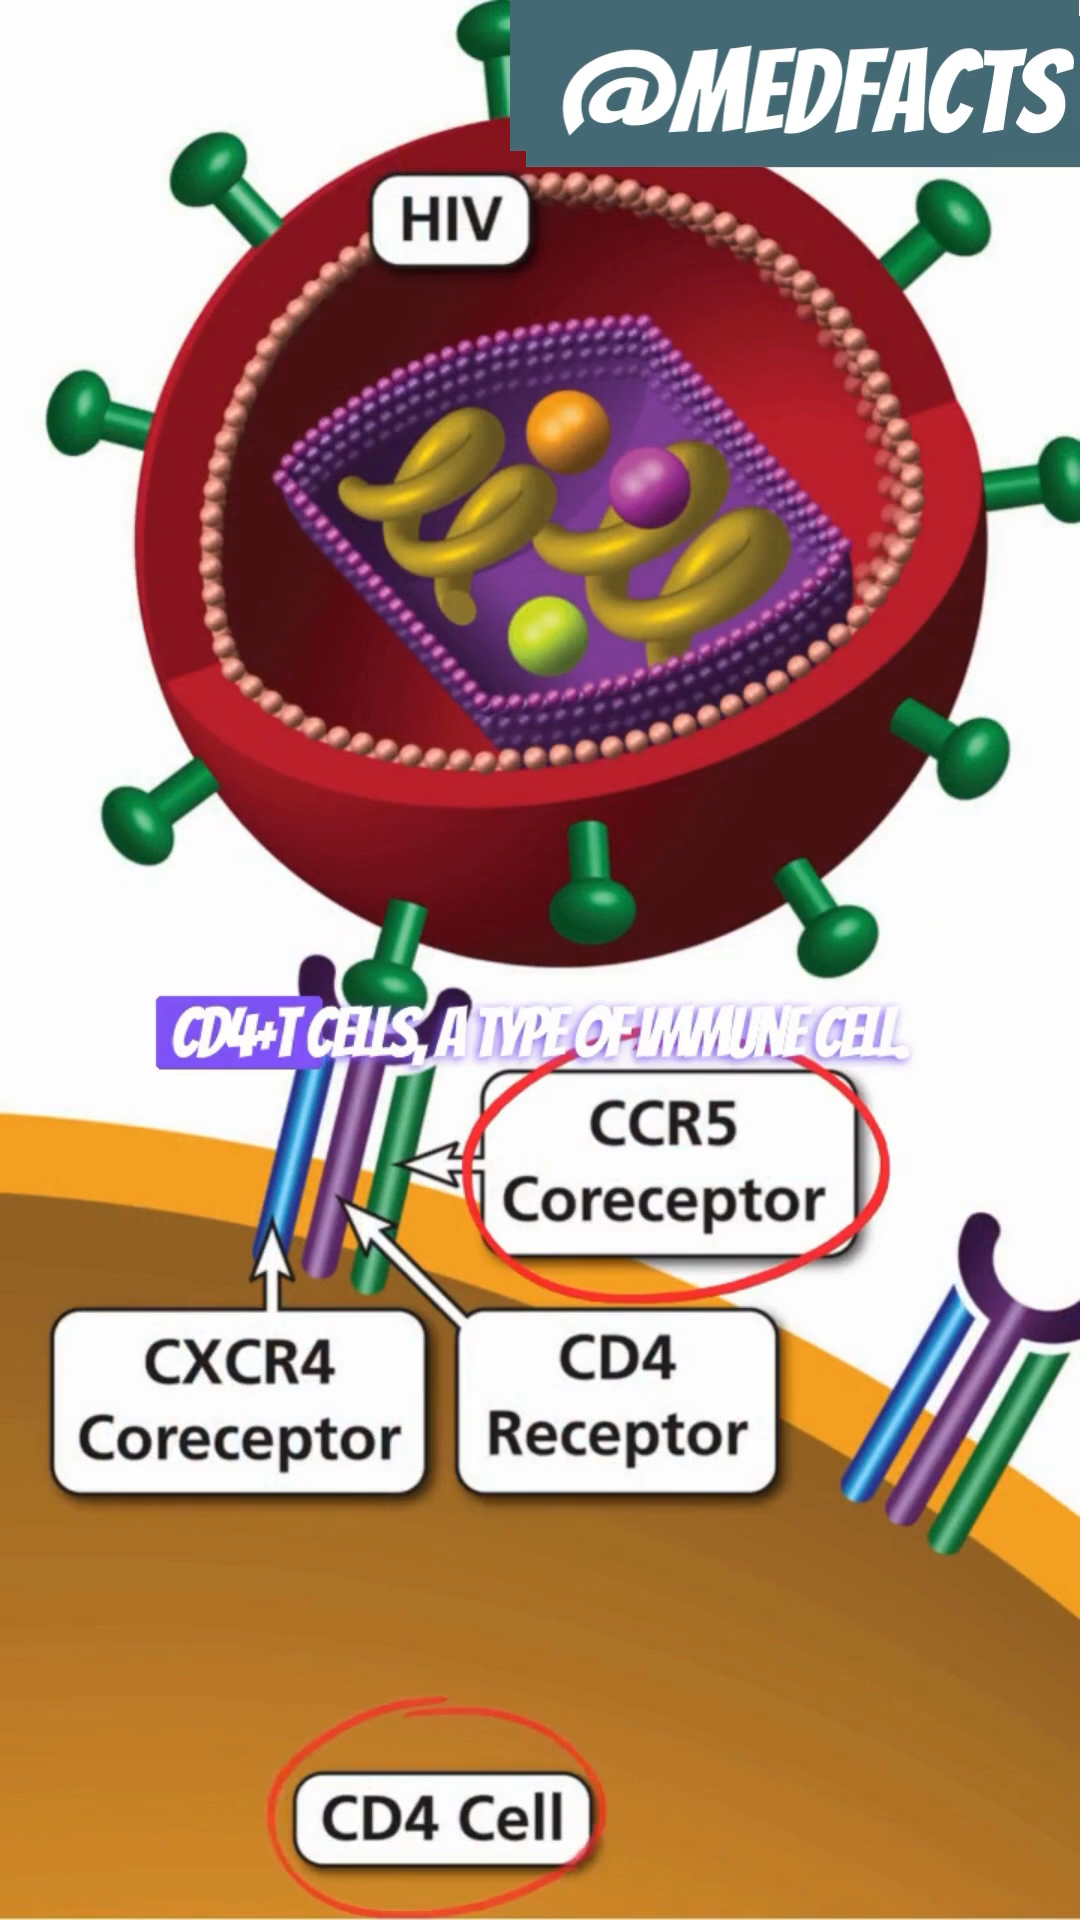 @MEDFACTS
HIV
CD4+T CELLS, A TYPE OF IMMUNE CELL.
CCR5
Coreceptor
CXCR4
Coreceptor
CD4
Receptor
CD4 Cell